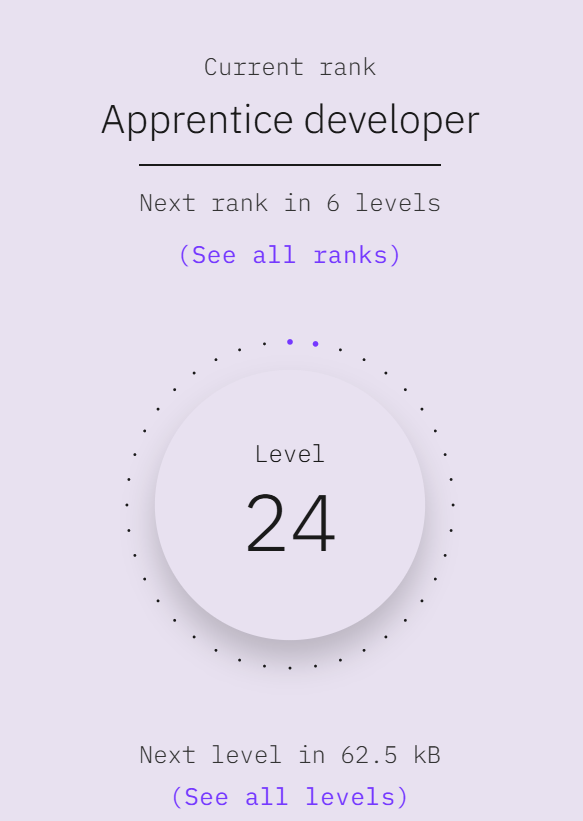 Current rank
Apprentice developer
Next rank in 6 levels
(See all ranks)
Level
24
Next level in 62.5 kB
(See all levels)